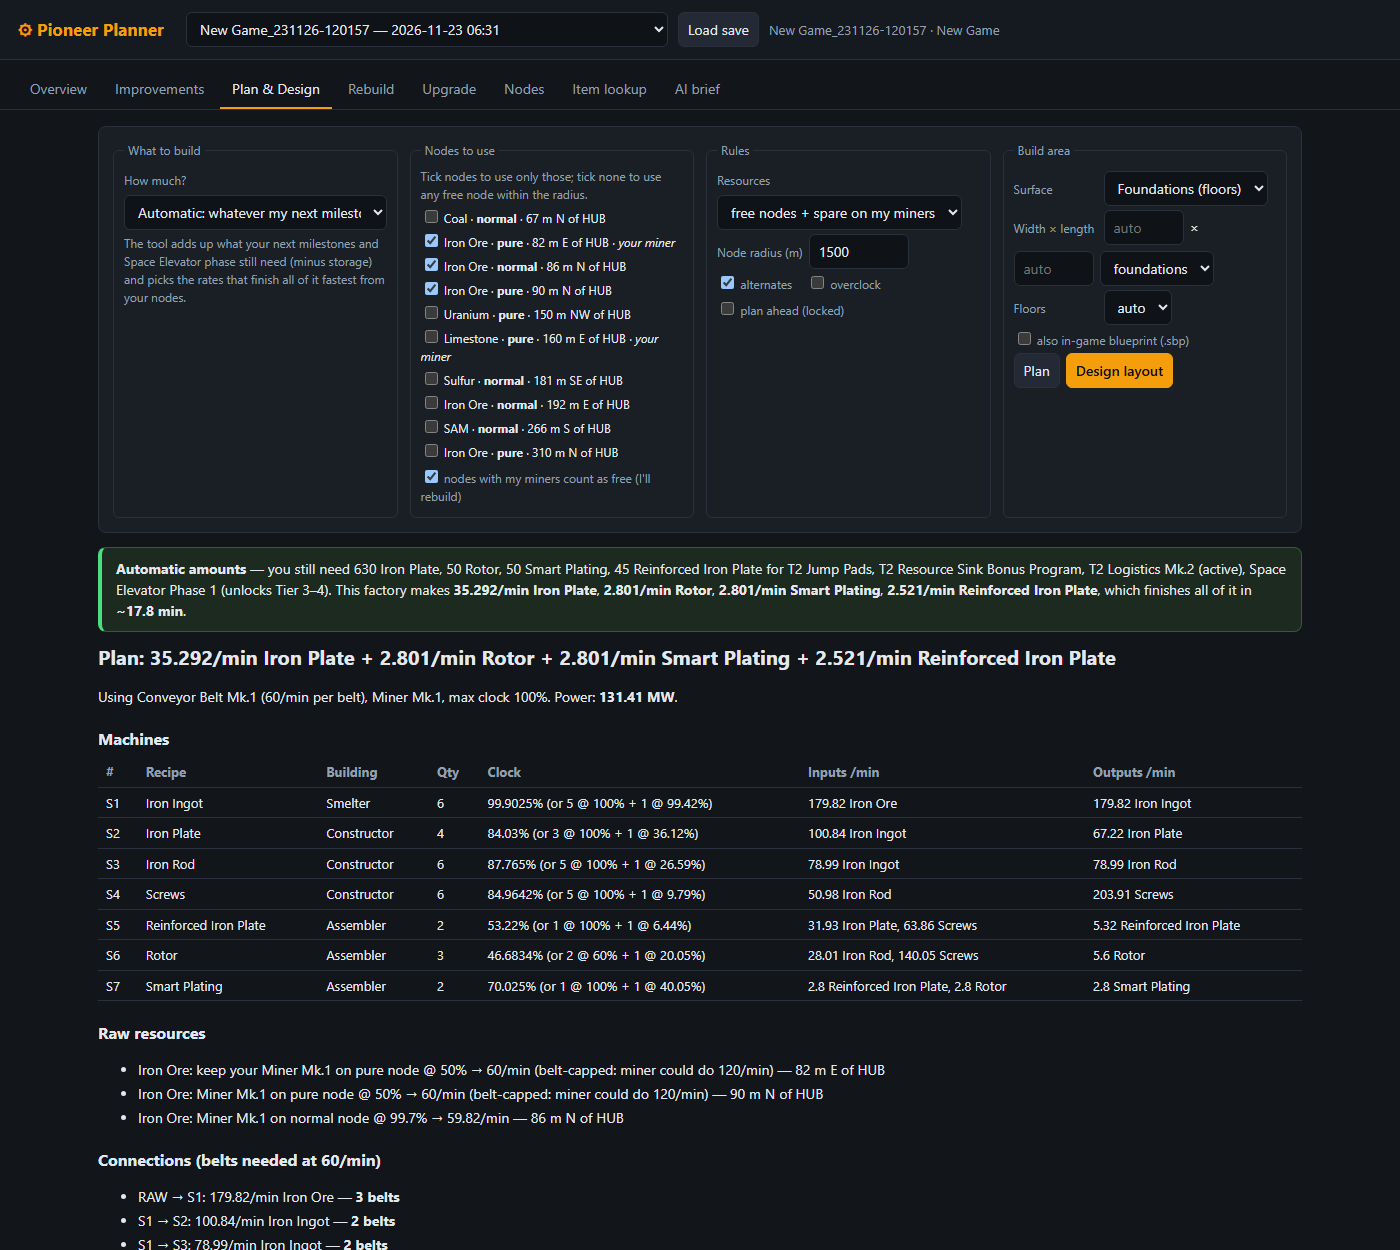 ⚙ Pioneer Planner
New Game_231126-120157 — 2026-11-23 06:31
Load save
New Game_231126-120157 · New Game
Overview
Improvements
Plan & Design
Rebuild
Upgrade
Nodes
Item lookup
AI brief
What to build
How much?
Automatic: whatever my next milest
The tool adds up what your next milestones and
Space Elevator phase still need (minus storage)
and picks the rates that finish all of it fastest from
your nodes.
Nodes to use
Tick nodes to use only those; tick none to use
any free node within the radius.
Coal · normal · 67 m N of HUB
Iron Ore · pure · 82 m E of HUB · your miner
Iron Ore · normal · 86 m N of HUB
Iron Ore · pure · 90 m N of HUB
Uranium · pure · 150 m NW of HUB
Limestone · pure · 160 m E of HUB · your
miner
Sulfur · normal · 181 m SE of HUB
Iron Ore · normal · 192 m E of HUB
SAM · normal · 266 m S of HUB
Iron Ore · pure · 310 m N of HUB
nodes with my miners count as free (I'll
rebuild)
Rules
Resources
free nodes + spare on my miners
Node radius (m) 1500
alternates overclock
plan ahead (locked)
Build area
Surface Foundations (floors)
Width × length auto ×
auto foundations
Floors auto
also in-game blueprint (.sbp)
Plan Design layout
Automatic amounts — you still need 630 Iron Plate, 50 Rotor, 50 Smart Plating, 45 Reinforced Iron Plate for T2 Jump Pads, T2 Resource Sink Bonus Program, T2 Logistics Mk.2 (active), Space
Elevator Phase 1 (unlocks Tier 3–4). This factory makes 35.292/min Iron Plate, 2.801/min Rotor, 2.801/min Smart Plating, 2.521/min Reinforced Iron Plate, which finishes all of it in
~17.8 min.
Plan: 35.292/min Iron Plate + 2.801/min Rotor + 2.801/min Smart Plating + 2.521/min Reinforced Iron Plate
Using Conveyor Belt Mk.1 (60/min per belt), Miner Mk.1, max clock 100%. Power: 131.41 MW.
Machines
# Recipe Building Qty Clock Inputs /min Outputs /min
S1 Iron Ingot Smelter 6 99.9025% (or 5 @ 100% + 1 @ 99.42%) 179.82 Iron Ore 179.82 Iron Ingot
S2 Iron Plate Constructor 4 84.03% (or 3 @ 100% + 1 @ 36.12%) 100.84 Iron Ingot 67.22 Iron Plate
S3 Iron Rod Constructor 6 87.765% (or 5 @ 100% + 1 @ 26.59%) 78.99 Iron Ingot 78.99 Iron Rod
S4 Screws Constructor 6 84.9642% (or 5 @ 100% + 1 @ 9.79%) 50.98 Iron Rod 203.91 Screws
S5 Reinforced Iron Plate Assembler 2 53.22% (or 1 @ 100% + 1 @ 6.44%) 31.93 Iron Plate, 63.86 Screws 5.32 Reinforced Iron Plate
S6 Rotor Assembler 3 46.6834% (or 2 @ 60% + 1 @ 20.05%) 28.01 Iron Rod, 140.05 Screws 5.6 Rotor
S7 Smart Plating Assembler 2 70.025% (or 1 @ 100% + 1 @ 40.05%) 2.8 Reinforced Iron Plate, 2.8 Rotor 2.8 Smart Plating
Raw resources
• Iron Ore: keep your Miner Mk.1 on pure node @ 50% → 60/min (belt-capped: miner could do 120/min) — 82 m E of HUB
• Iron Ore: Miner Mk.1 on pure node @ 50% → 60/min (belt-capped: miner could do 120/min) — 90 m N of HUB
• Iron Ore: Miner Mk.1 on normal node @ 99.7% → 59.82/min — 86 m N of HUB
Connections (belts needed at 60/min)
• RAW → S1: 179.82/min Iron Ore — 3 belts
• S1 → S2: 100.84/min Iron Ingot — 2 belts
• S1 → S3: 78.99/min Iron Ingot — 2 belts